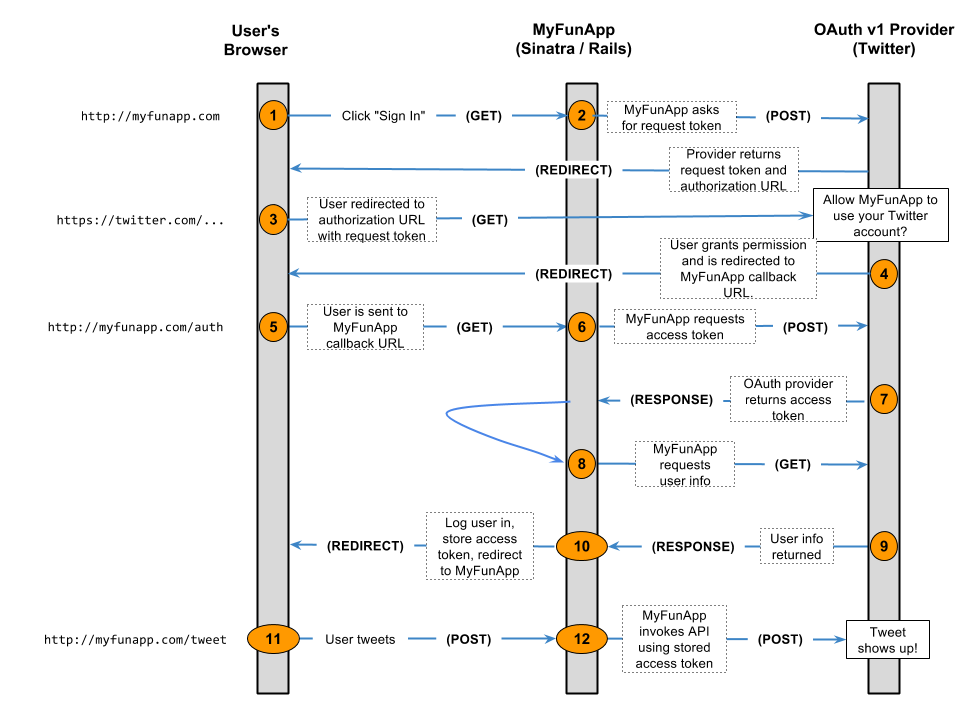 User's
Browser
MyFunApp
(Sinatra / Rails)
OAuth v1 Provider
(Twitter)
http://myfunapp.com
1
Click "Sign In"
(GET)
2
MyFunApp asks
for request token
(POST)
(REDIRECT)
Provider returns
request token and
authorization URL
https://twitter.com/...
3
User redirected to
authorization URL
with request token
(GET)
Allow MyFunApp to
use your Twitter
account?
(REDIRECT)
User grants permission
and is redirected to
MyFunApp callback
URL.
4
http://myfunapp.com/auth
5
User is sent to
MyFunApp
callback URL
(GET)
6
MyFunApp requests
access token
(POST)
(RESPONSE)
OAuth provider
returns access
token
7
8
MyFunApp
requests
user info
(GET)
(REDIRECT)
Log user in,
store access
token, redirect
to MyFunApp
10
(RESPONSE)
User info
returned
9
http://myfunapp.com/tweet
11
User tweets
(POST)
12
MyFunApp
invokes API
using stored
access token
(POST)
Tweet
shows up!